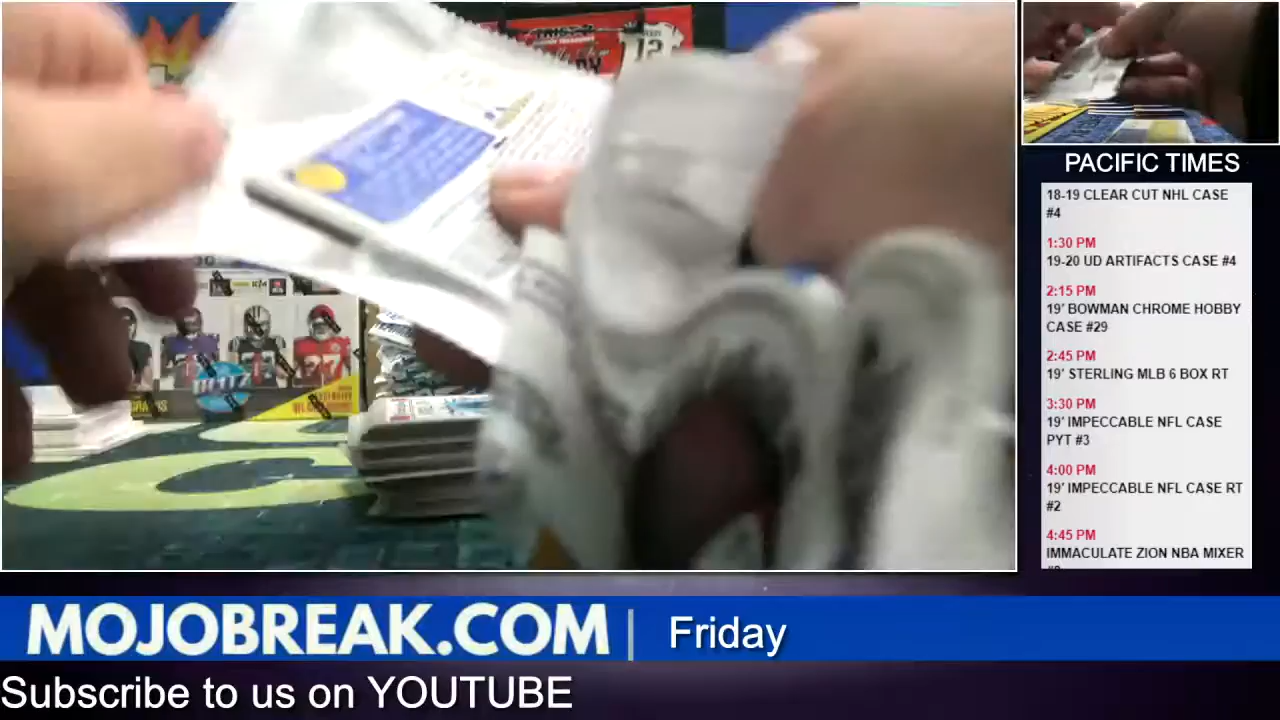 PACIFIC TIMES
18-19 CLEAR CUT NHL CASE
#4
1:30 PM
19-20 UD ARTIFACTS CASE #4
2:15 PM
19' BOWMAN CHROME HOBBY
CASE #29
2:45 PM
19' STERLING MLB 6 BOX RT
3:30 PM
19' IMPECCABLE NFL CASE
PYT #3
4:00 PM
19' IMPECCABLE NFL CASE RT
#2
4:45 PM
IMMACULATE ZION NBA MIXER
12
BLITZ
MOJOBREAK.COM | Friday
Subscribe to us on YOUTUBE